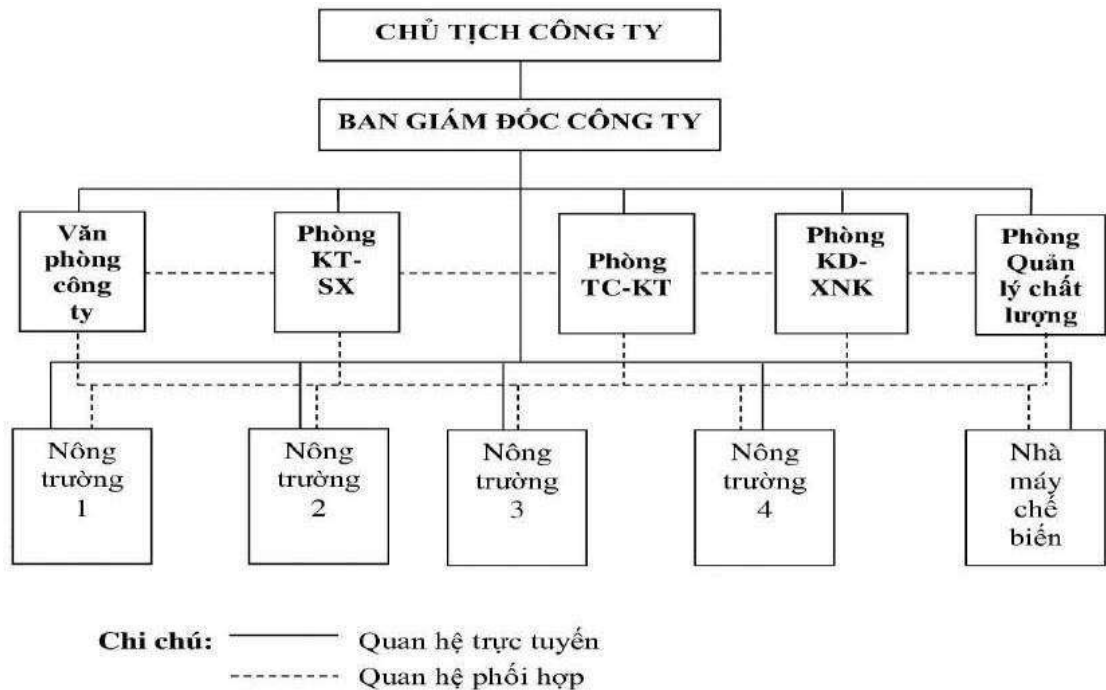 CHỦ TỊCH CÔNG TY
BAN GIÁM ĐỐC CÔNG TY
Văn
phòng
công
ty
Phòng
KT-
SX
Phòng
TC-KT
Phòng
KD-
XNK
Phòng
Quản
lý chất
lượng
Nông
trường
1
Nông
trường
2
Nông
trường
3
Nông
trường
4
Nhà
máy
chế
biến
Chi chú:
Quan hệ trực tuyến
Quan hệ phối hợp